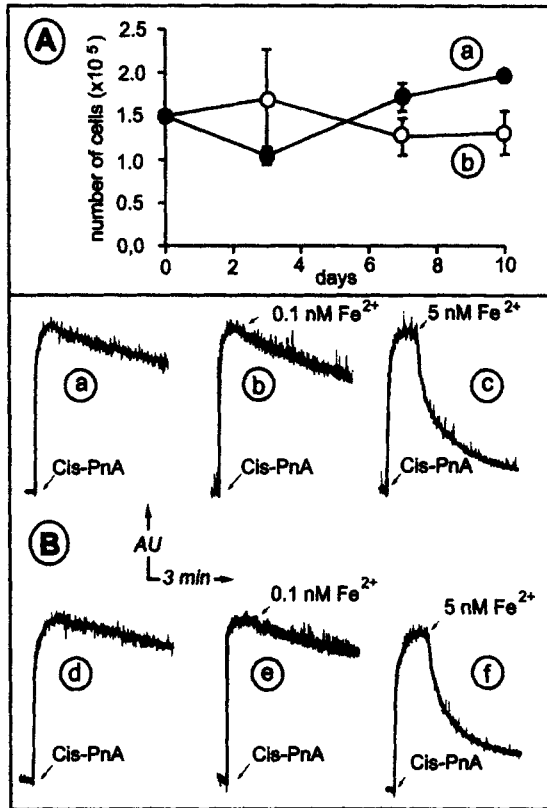 A
number of cells (x10⁵)
2.5
2.0
1.5
1.0
0.5
0,0
0
2
4
6
8
10
days
a
b
B
a
Cis-PnA
b
0.1 nM Fe²⁺
Cis-PnA
c
5 nM Fe²⁺
Cis-PnA
AU
3 min
d
Cis-PnA
e
0.1 nM Fe²⁺
Cis-PnA
f
5 nM Fe²⁺
Cis-PnA